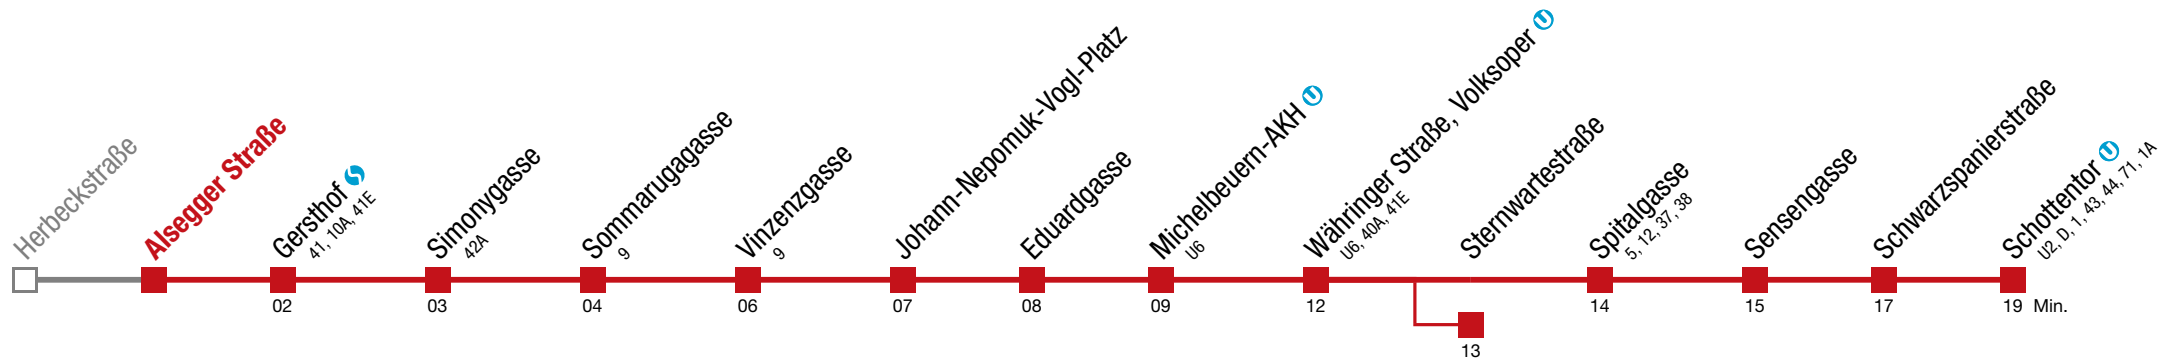 Herbeckstraße
Alsegger Straße
Gersthof
41, 10A, 41E
Simonygasse
42A
Sommarugagasse
9
Vinzenzgasse
9
Johann-Nepomuk-Vogl-Platz
Eduardgasse
Michelbeuern-AKH U
U6
Währinger Straße, Volksoper U
U6, 40A, 41E
Sternwartestraße
Spitalgasse
5, 12, 37, 38
Sensengasse
Schwarzspanierstraße
Schottentor U
U2, D, 1, 43, 44, 71, 1A
02 03 04 06 07 08 09 12 14 15 17 19 Min.
13